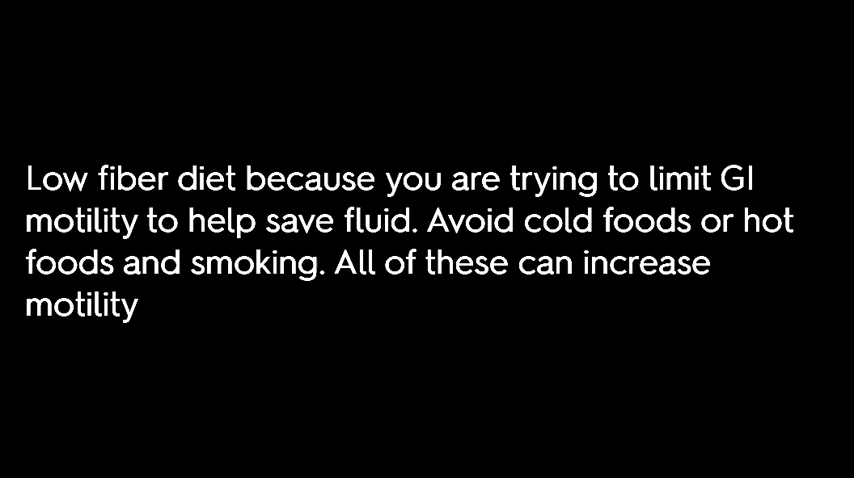 Low fiber diet because you are trying to limit GI
motility to help save fluid. Avoid cold foods or hot
foods and smoking. All of these can increase
motility